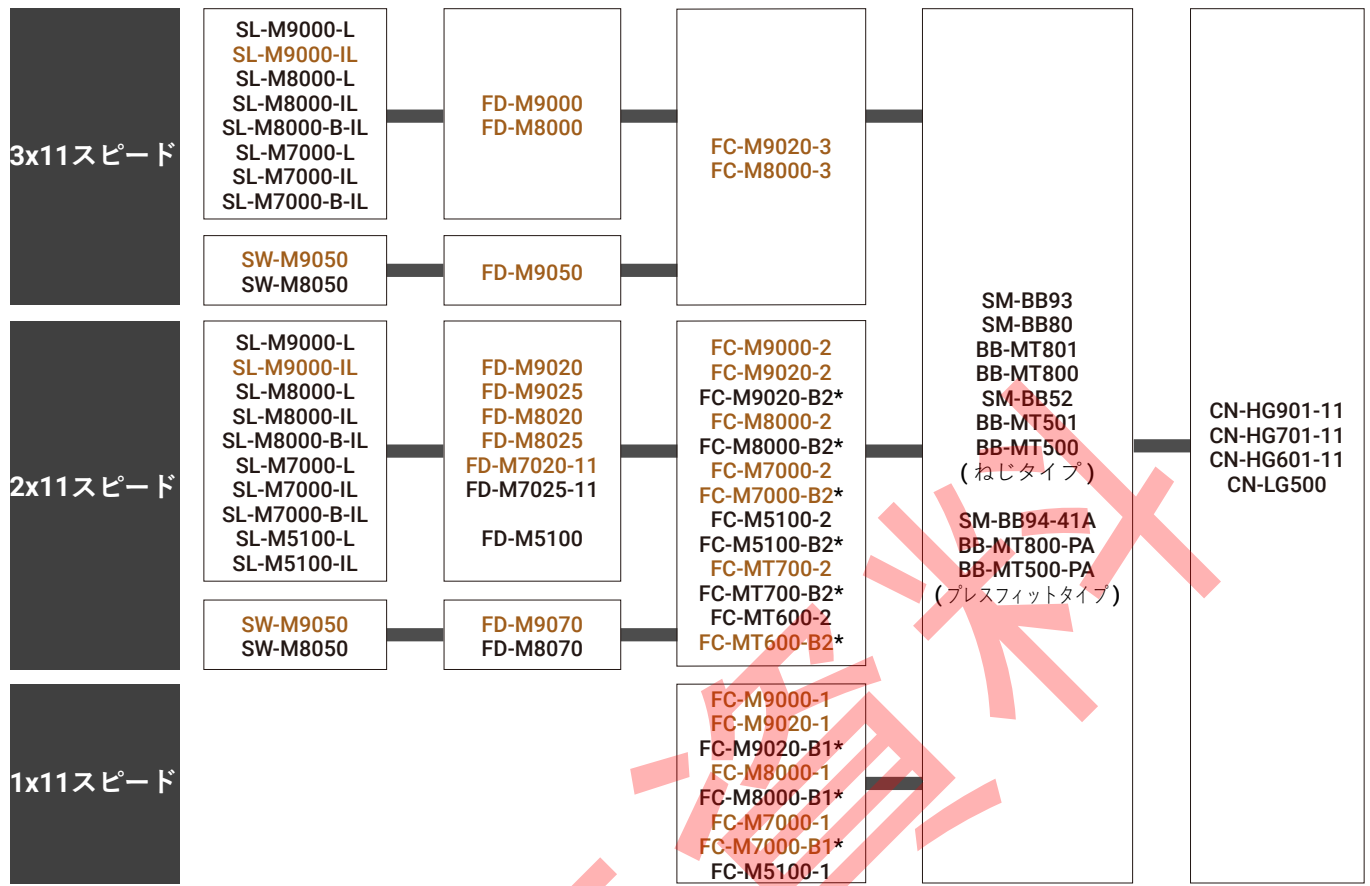 3x11スピード
SL-M9000-L
SL-M9000-IL
SL-M8000-L
SL-M8000-IL
SL-M8000-B-IL
SL-M7000-L
SL-M7000-IL
SL-M7000-B-IL
FD-M9000
FD-M8000
FC-M9020-3
FC-M8000-3
SW-M9050
SW-M8050
FD-M9050
2x11スピード
SL-M9000-L
SL-M9000-IL
SL-M8000-L
SL-M8000-IL
SL-M8000-B-IL
SL-M7000-L
SL-M7000-IL
SL-M7000-B-IL
SL-M5100-L
SL-M5100-IL
FD-M9020
FD-M9025
FD-M8020
FD-M8025
FD-M7020-11
FD-M7025-11
FD-M5100
SW-M9050
SW-M8050
FD-M9070
FD-M8070
FC-M9000-2
FC-M9020-2
FC-M9020-B2*
FC-M8000-2
FC-M8000-B2*
FC-M7000-2
FC-M7000-B2*
FC-M5100-2
FC-M5100-B2*
FC-MT700-2
FC-MT700-B2*
FC-MT600-2
FC-MT600-B2*
1x11スピード
FC-M9000-1
FC-M9020-1
FC-M9020-B1*
FC-M8000-1
FC-M8000-B1*
FC-M7000-1
FC-M7000-B1*
FC-M5100-1
SM-BB93
SM-BB80
BB-MT801
BB-MT800
SM-BB52
BB-MT501
BB-MT500
(ねじタイプ)
SM-BB94-41A
BB-MT800-PA
BB-MT500-PA
(プレスフィットタイプ)
CN-HG901-11
CN-HG701-11
CN-HG601-11
CN-LG500
資料